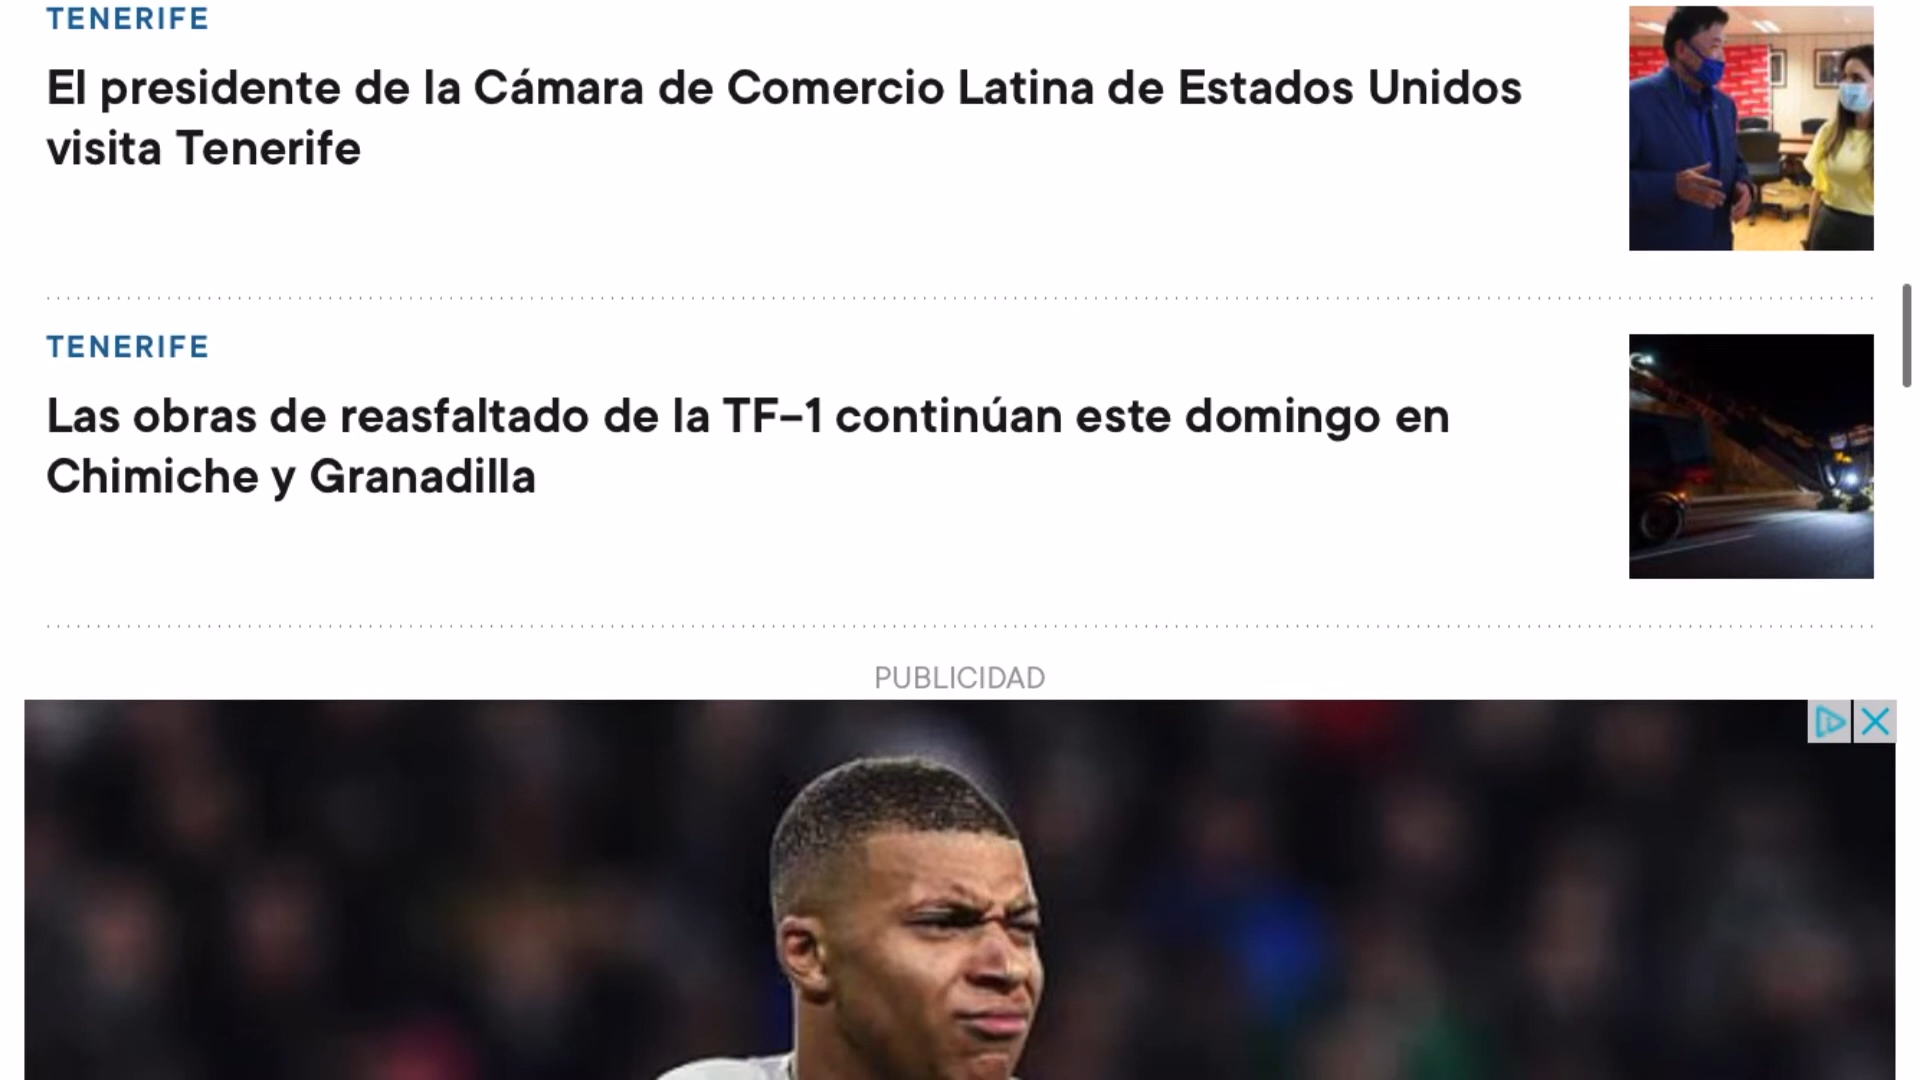 TENERIFE
El presidente de la Cámara de Comercio Latina de Estados Unidos
visita Tenerife
TENERIFE
Las obras de reasfaltado de la TF-1 continúan este domingo en
Chimiche y Granadilla
PUBLICIDAD